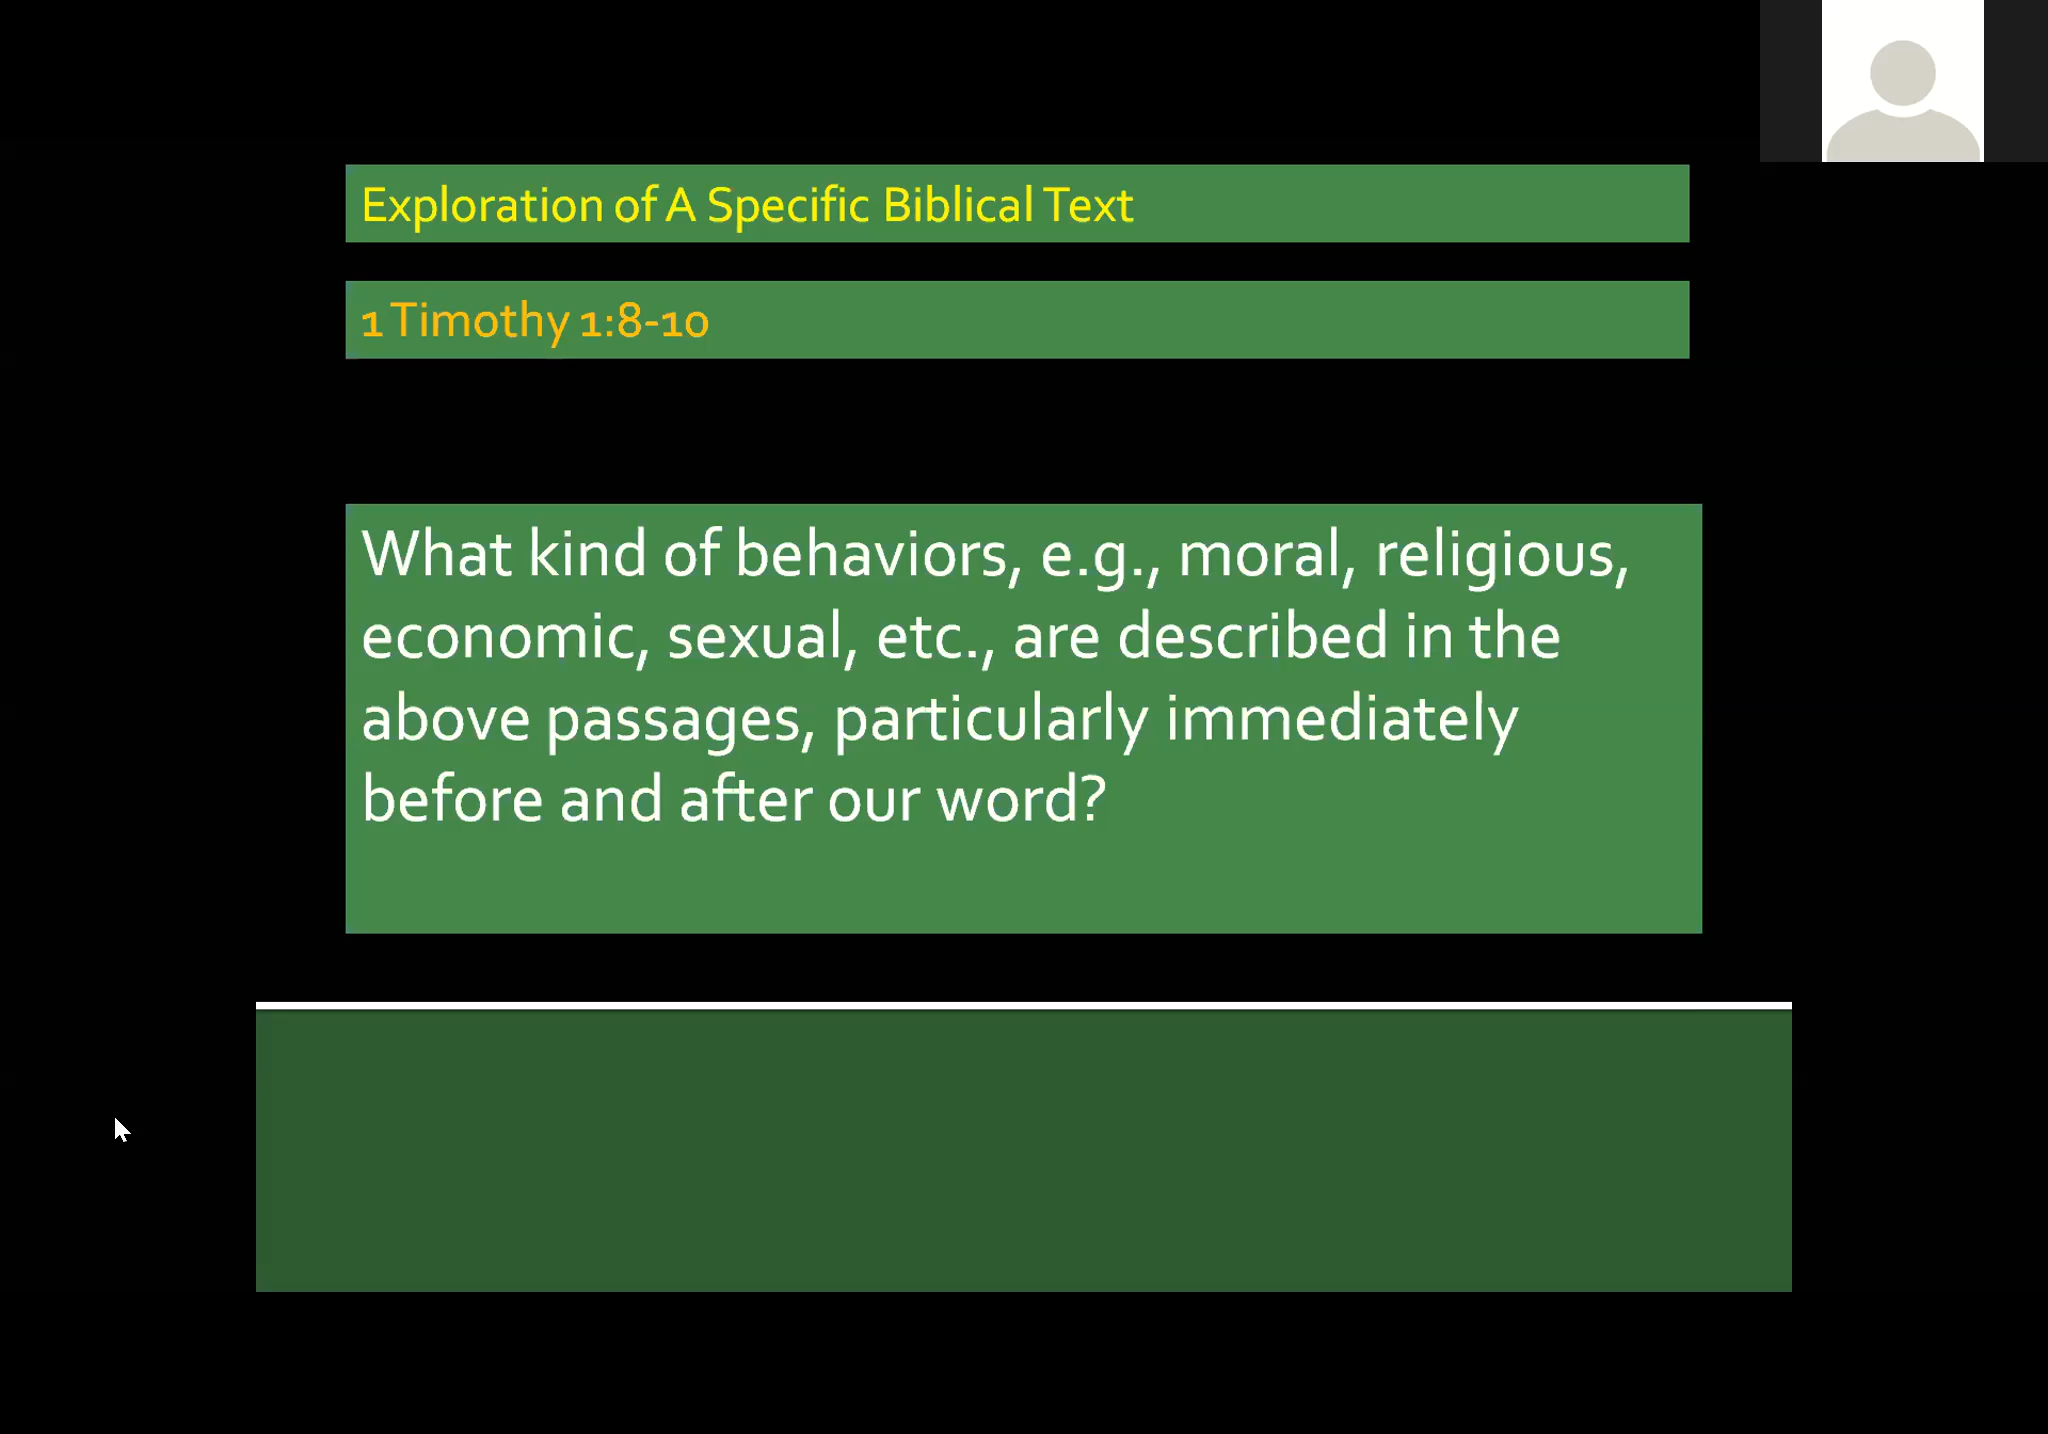 Exploration of A Specific Biblical Text
1 Timothy 1:8-10
What kind of behaviors, e.g., moral, religious,
economic, sexual, etc., are described in the
above passages, particularly immediately
before and after our word?